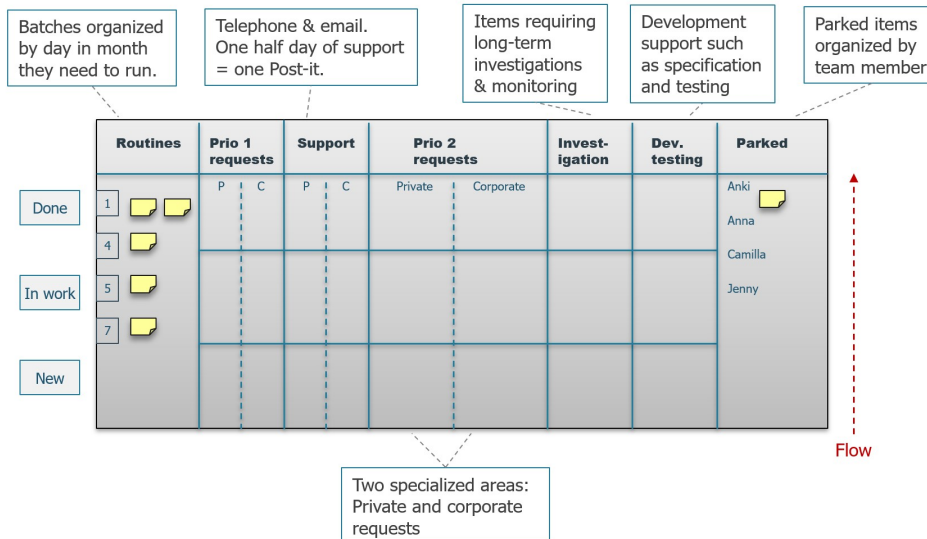 Batches organized
by day in month
they need to run.
Telephone & email.
One half day of support
= one Post-it.
Items requiring
long-term
investigations
& monitoring
Development
support such
as specification
and testing
Parked items
organized by
team member
Routines
Prio 1
requests
Support
Prio 2
requests
Invest-
igation
Dev.
testing
Parked
P C P C Private Corporate
Done
1
4
In work
5
7
New
Anki
Anna
Camilla
Jenny
Flow
Two specialized areas:
Private and corporate
requests